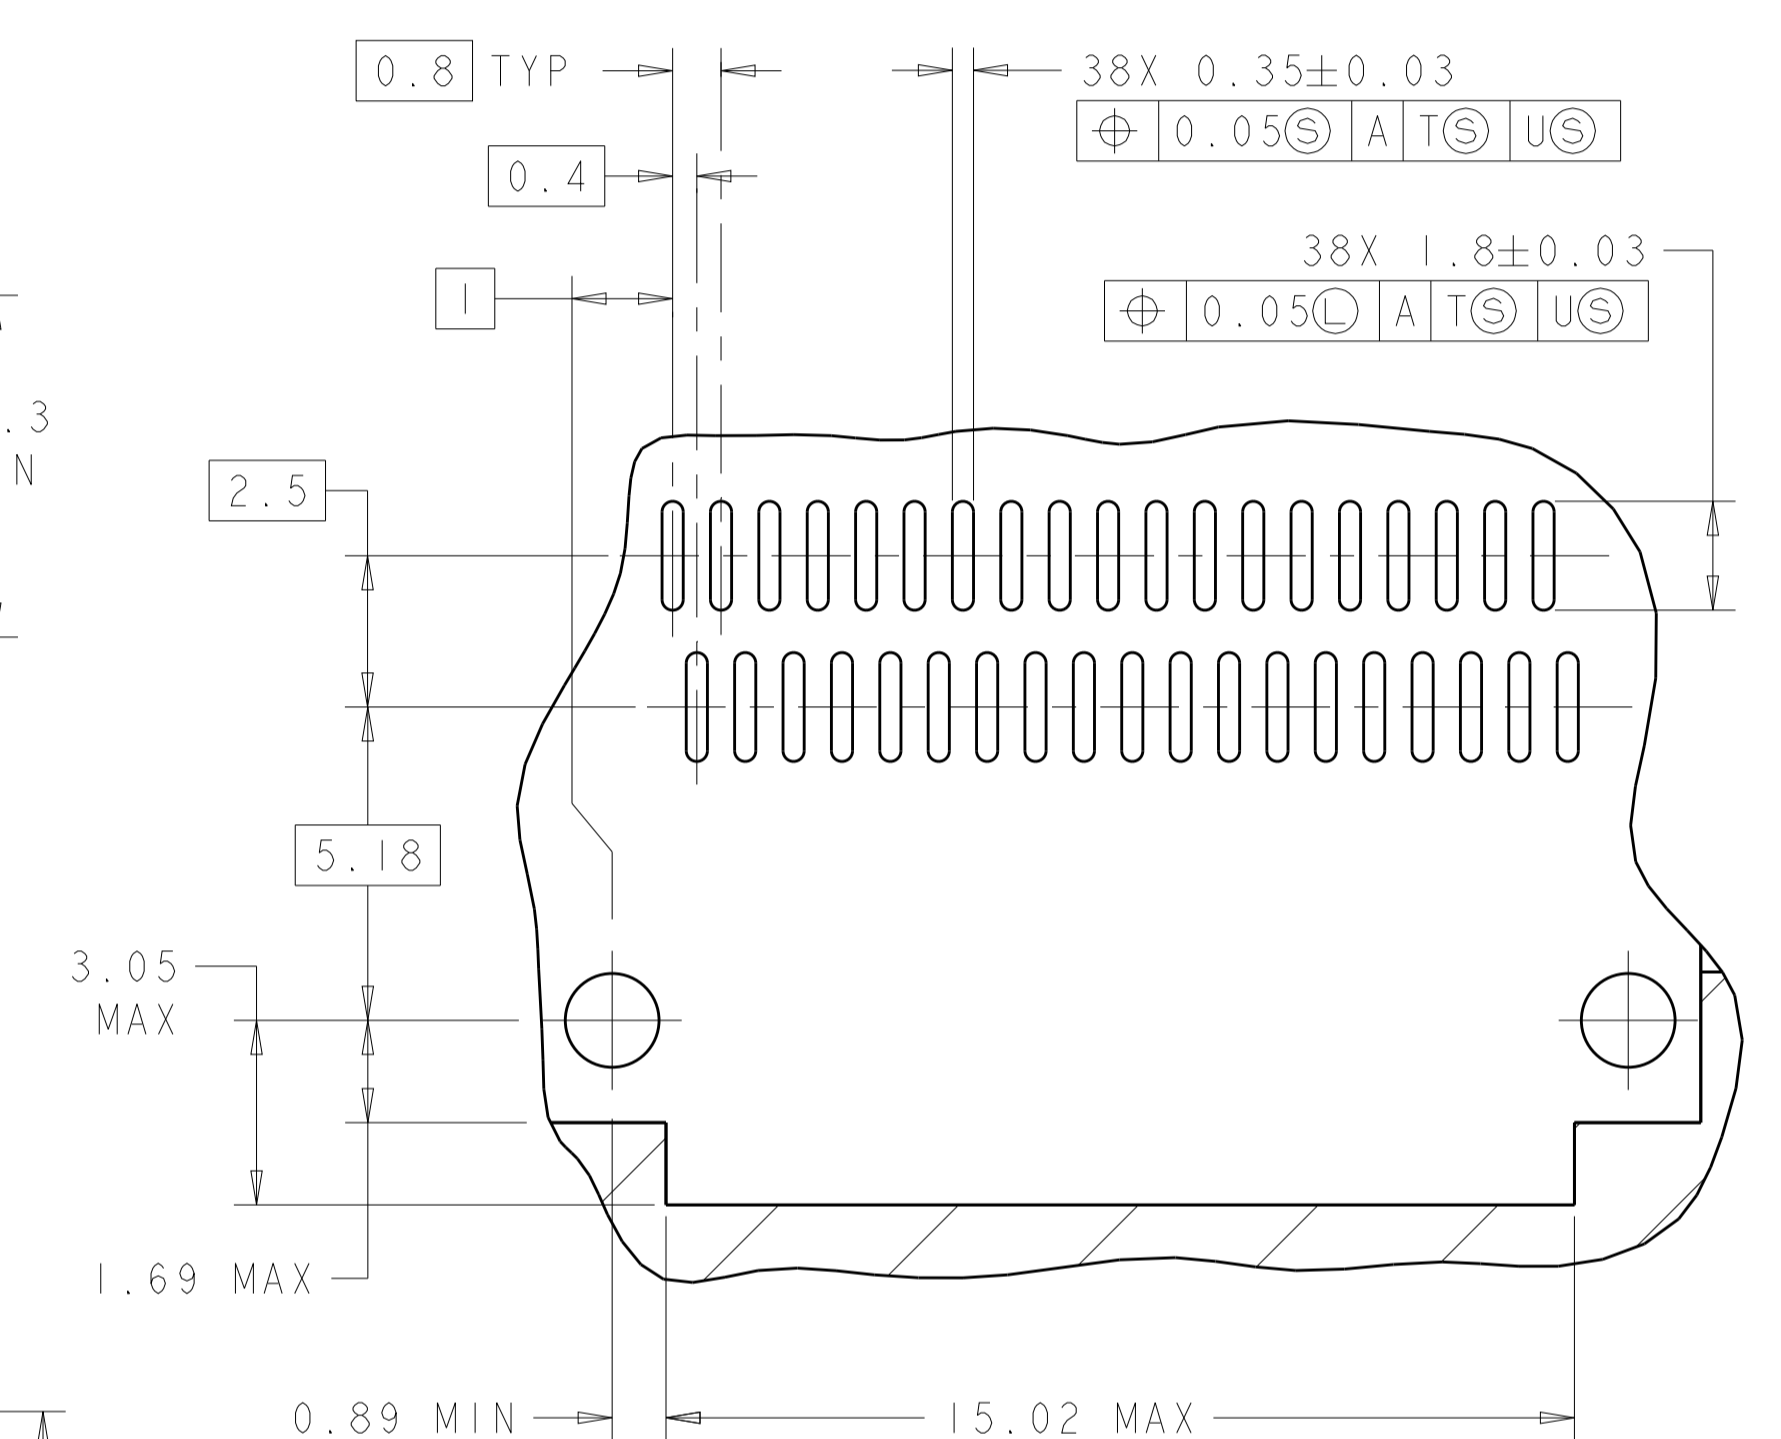 0.8 TYP
38X 0.35±0.03
⌖ 0.05Ⓢ A TⓈ UⓈ
0.4
38X 1.8±0.03
⌖ 0.05Ⓛ A TⓈ UⓈ
1
.3
N
2.5
5.18
3.05
MAX
1.69 MAX
0.89 MIN
15.02 MAX